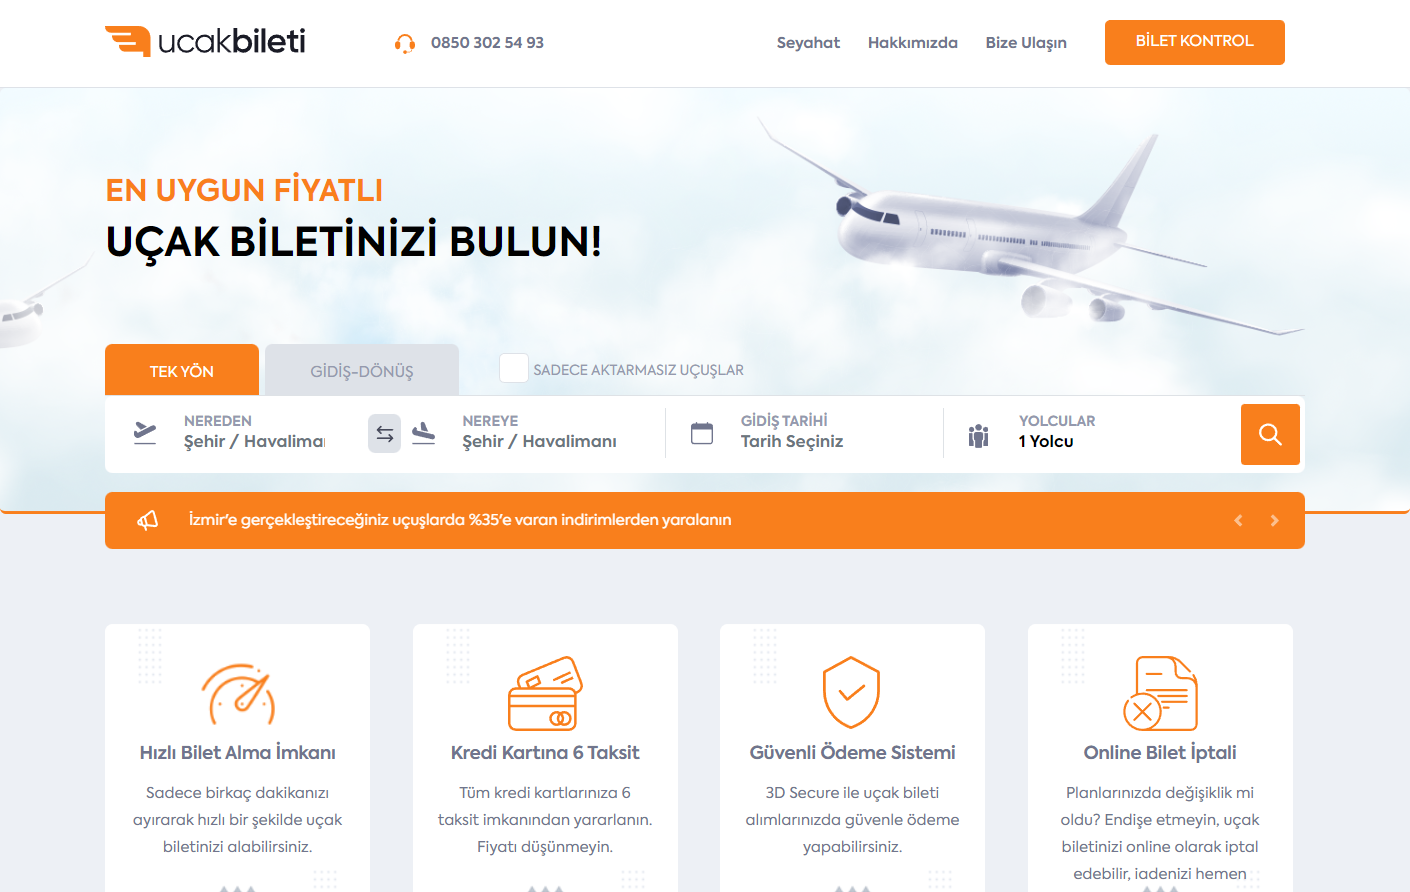 ucakbileti
0850 302 54 93
Seyahat
Hakkımızda
Bize Ulaşın
BİLET KONTROL
EN UYGUN FİYATLI
UÇAK BİLETİNİZİ BULUN!
TEK YÖN
GİDİŞ-DÖNÜŞ
SADECE AKTARMASIZ UÇUŞLAR
NEREDEN
Şehir / Havalimaı
NEREYE
Şehir / Havalimanı
GİDİŞ TARİHİ
Tarih Seçiniz
YOLCULAR
1 Yolcu
İzmir'e gerçekleştireceğiniz uçuşlarda %35'e varan indirimlerden yaralanın
Hızlı Bilet Alma İmkanı
Sadece birkaç dakikanızı
ayırarak hızlı bir şekilde uçak
biletinizi alabilirsiniz.
Kredi Kartına 6 Taksit
Tüm kredi kartlarınıza 6
taksit imkanından yararlanın.
Fiyatı düşünmeyin.
Güvenli Ödeme Sistemi
3D Secure ile uçak bileti
alımlarınızda güvenle ödeme
yapabilirsiniz.
Online Bilet İptali
Planlarınızda değişiklik mi
oldu? Endişe etmeyin, uçak
biletinizi online olarak iptal
edebilir, iadenizi hemen